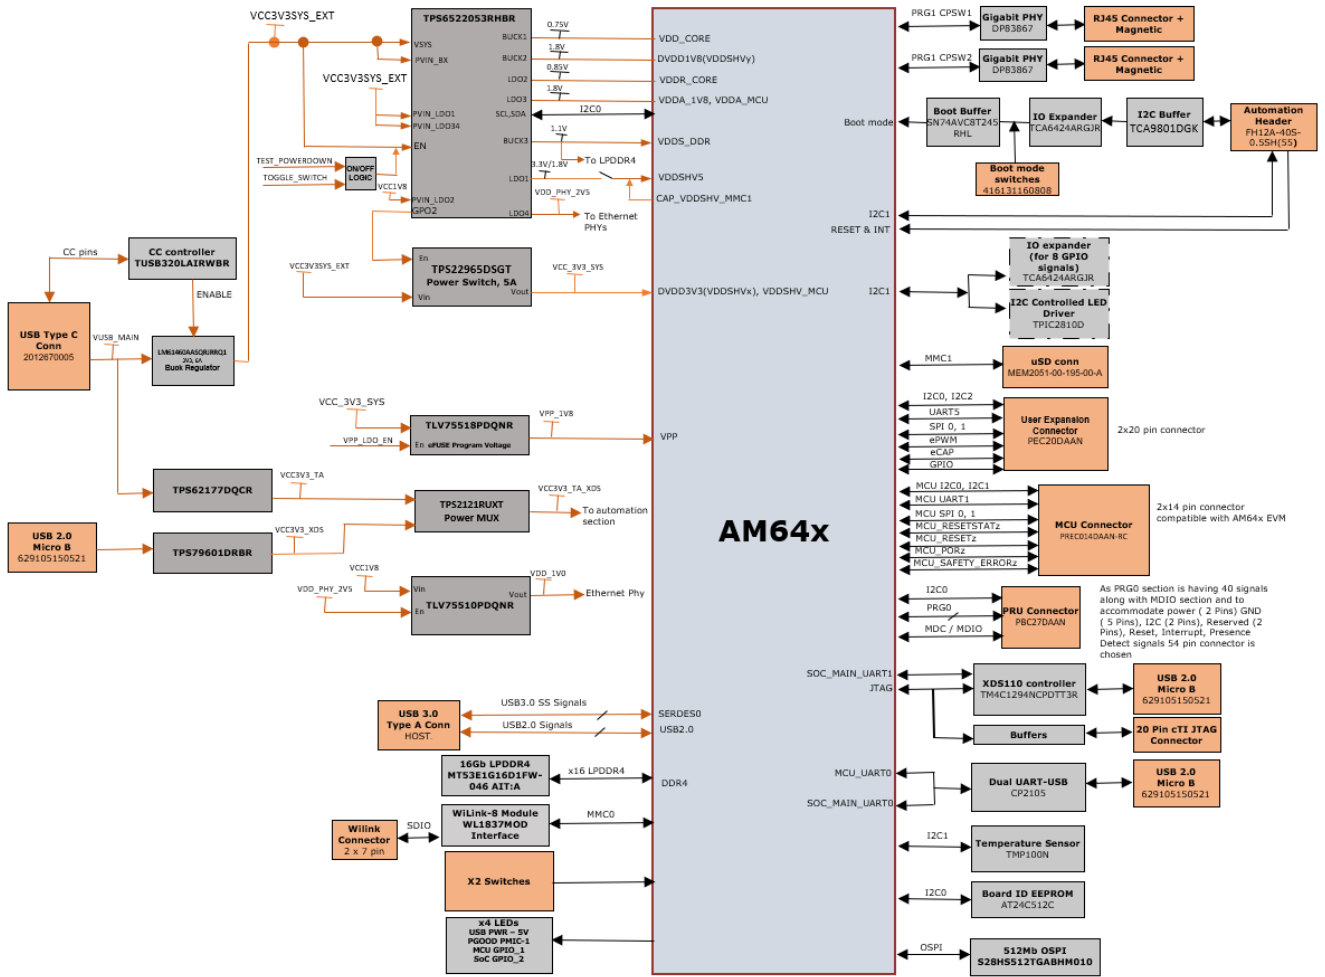 VCC3V3SYS_EXT
TPS6522053RHBR
VSYS
PVIN_BX
VCC3V3SYS_EXT
PVIN_LDO1
PVIN_LDO34
EN
TEST_POWERDOWN
TOGGLE_SWITCH
ON/OFF
LOGIC
VCC1V8
PVIN_LDO2
GPO2
BUCK1
BUCK2
LDO2
LDO3
SCL,SDA
BUCK3
LDO1
LDO4
0.75V
1.8V
0.85V
1.8V
I2C0
1.1V
To LPDDR4
3.3V/1.8V
VDD_PHY_2V5
To Ethernet
PHYs
VDD_CORE
DVDD1V8(VDDSHVy)
VDDR_CORE
VDDA_1V8, VDDA_MCU
VDDS_DDR
VDDSHV5
CAP_VDDSHV_MMC1
CC pins
CC controller
TUSB320LAIRWBR
ENABLE
USB Type C
Conn
2012670005
VUSB_MAIN
LM61460AASQRJRRQ1
3V3, 6A
Buck Regulator
VCC3V3SYS_EXT
En
TPS22965DSGT
Power Switch, 5A
Vin
Vout
VCC_3V3_SYS
DVDD3V3(VDDSHVx), VDDSHV_MCU
VCC_3V3_SYS
VPP_LDO_EN
TLV75518PDQNR
En eFUSE Program Voltage
VPP_1V8
VPP
TPS62177DQCR
VCC3V3_TA
TPS2121RUXT
Power MUX
VCC3V3_TA_XDS
To automation
section
USB 2.0
Micro B
629105150521
TPS79601DRBR
VCC3V3_XDS
VCC1V8
VDD_PHY_2V5
Vin
Vout
En
TLV75510PDQNR
VDD_1V0
Ethernet Phy
USB 3.0
Type A Conn
HOST
USB3.0 SS Signals
USB2.0 Signals
SERDES0
USB2.0
16Gb LPDDR4
MT53E1G16D1FW-
046 AIT:A
x16 LPDDR4
DDR4
Wilink
Connector
2 x 7 pin
SDIO
WiLink-8 Module
WL1837MOD
Interface
MMC0
X2 Switches
x4 LEDs
USB PWR – 5V
PGOOD PMIC-1
MCU GPIO_1
SoC GPIO_2
AM64x
PRG1 CPSW1
Gigabit PHY
DP83867
RJ45 Connector +
Magnetic
PRG1 CPSW2
Gigabit PHY
DP83867
RJ45 Connector +
Magnetic
Boot mode
Boot Buffer
SN74AVC8T245
RHL
IO Expander
TCA6424ARGJR
I2C Buffer
TCA9801DGK
Automation
Header
FH12A-40S-
0.5SH(55)
Boot mode
switches
416131160808
I2C1
RESET & INT
IO expander
(for 8 GPIO
signals)
TCA6424ARGJR
I2C1
I2C Controlled LED
Driver
TPIC2810D
MMC1
uSD conn
MEM2051-00-195-00-A
I2C0, I2C2
UART5
SPI 0, 1
ePWM
eCAP
GPIO
User Expansion
Connector
PEC20DAAN
2x20 pin connector
MCU I2C0, I2C1
MCU UART1
MCU SPI 0, 1
MCU_RESETSTATz
MCU_RESETz
MCU_PORz
MCU_SAFETY_ERRORz
MCU Connector
PREC014DAAN-RC
2x14 pin connector
compatible with AM64x EVM
I2C0
PRG0
MDC / MDIO
PRU Connector
PBC27DAAN
As PRG0 section is having 40 signals
along with MDIO section and to
accommodate power ( 2 Pins) GND
( 5 Pins), I2C (2 Pins), Reserved (2
Pins), Reset, Interrupt, Presence
Detect signals 54 pin connector is
chosen
SOC_MAIN_UART1
JTAG
XDS110 controller
TM4C1294NCPDTT3R
USB 2.0
Micro B
629105150521
Buffers
20 Pin cTI JTAG
Connector
MCU_UART0
SOC_MAIN_UART0
Dual UART-USB
CP2105
USB 2.0
Micro B
629105150521
I2C1
Temperature Sensor
TMP100N
I2C0
Board ID EEPROM
AT24C512C
OSPI
512Mb OSPI
S28HS512TGABHM010